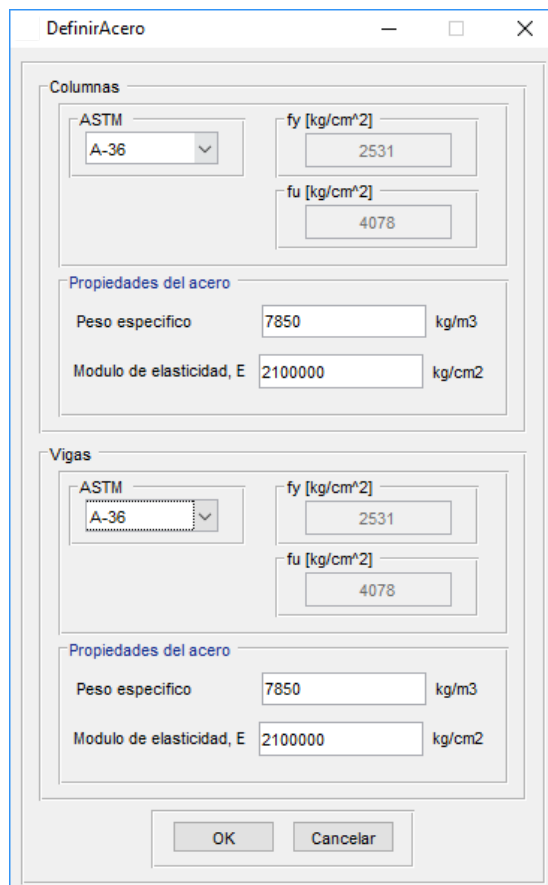 DefinirAcero
Columnas
ASTM
A-36
fy [kg/cm^2]
2531
fu [kg/cm^2]
4078
Propiedades del acero
Peso especifico 7850 kg/m3
Modulo de elasticidad, E 2100000 kg/cm2
Vigas
ASTM
A-36
fy [kg/cm^2]
2531
fu [kg/cm^2]
4078
Propiedades del acero
Peso especifico 7850 kg/m3
Modulo de elasticidad, E 2100000 kg/cm2
OK Cancelar